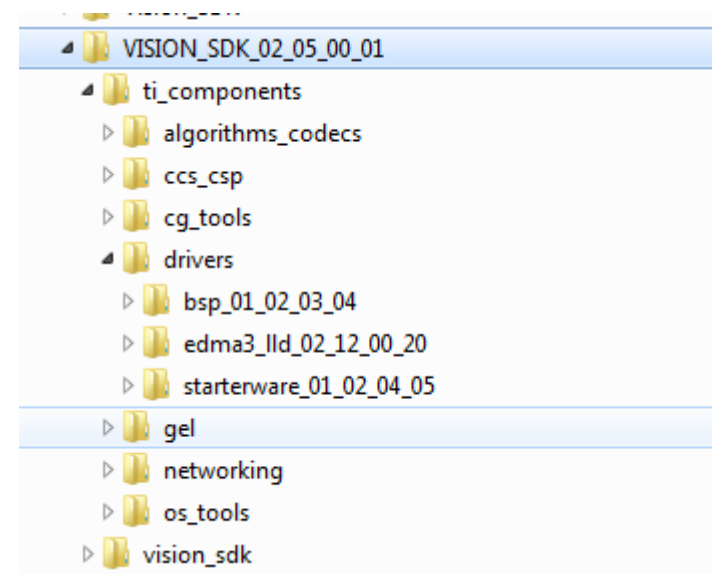 VISION_SDK_02_05_00_01
ti_components
algorithms_codecs
ccs_csp
cg_tools
drivers
bsp_01_02_03_04
edma3_lld_02_12_00_20
starterware_01_02_04_05
gel
networking
os_tools
vision_sdk